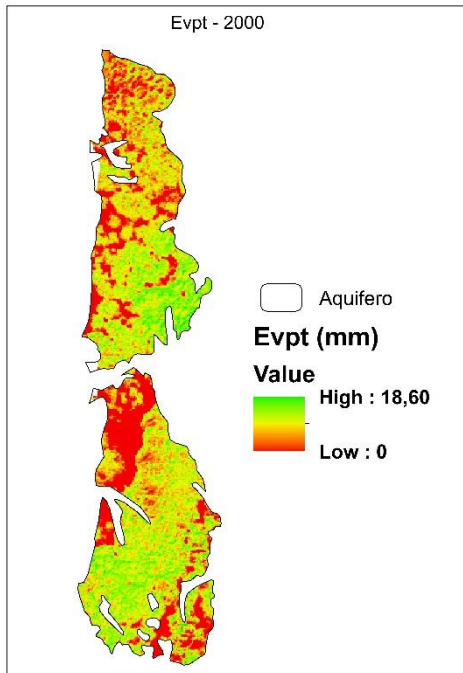 Evpt - 2000
Aquifero
Evpt (mm)
Value
High : 18,60
Low : 0